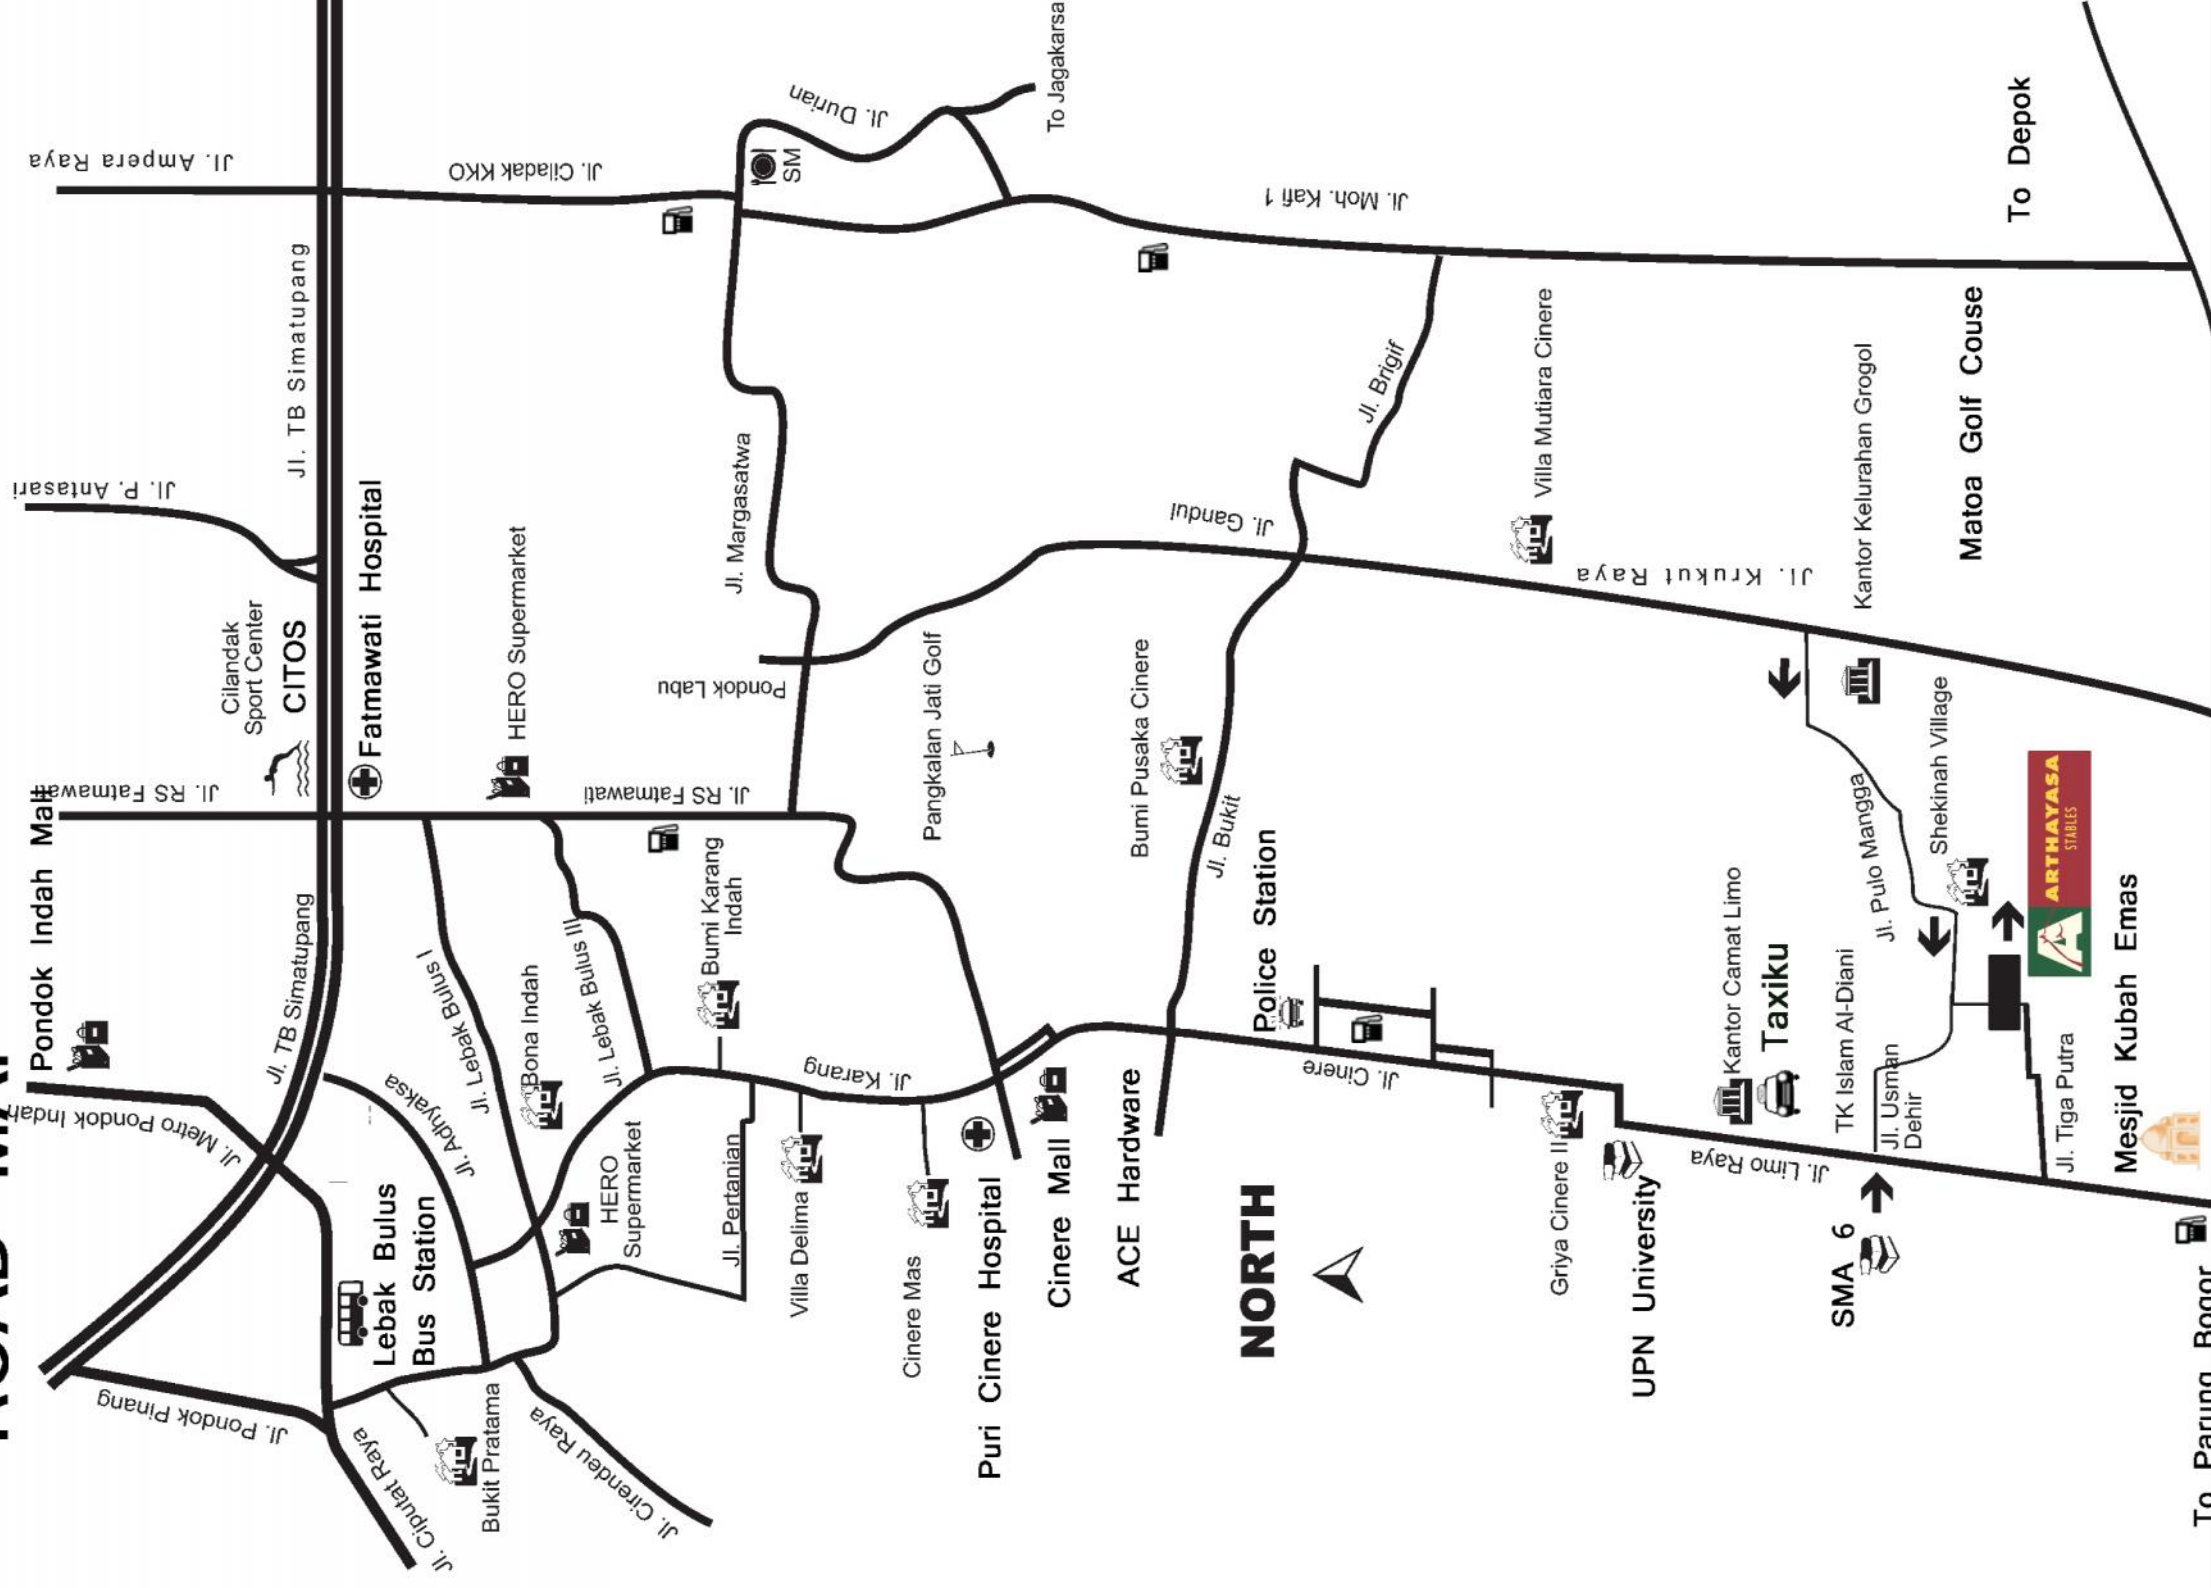 Pondok Indah Mall
Jl. Metro Pondok Indah
Jl. TB Simatupang
Jl. Pondok Pinang
Jl. Ciputat Raya
Lebak Bulus
Bus Station
Bukit Pratama
Jl. Cirendeu Raya
Jl. Adhyaksa
Jl. Lebak Bulus I
Bona Indah
Jl. Lebak Bulus III
HERO
Supermarket
Jl. RS Fatmawati
Cilandak
Sport Center
CITOS
Fatmawati Hospital
HERO Supermarket
Jl. RS Fatmawati
Jl. P. Antasari
Jl. TB Simatupang
Jl. Ampera Raya
Jl. Ciladak KKO
SM
Jl. Durian
To Jagakarsa
Jl. Margasatwa
Pondok Labu
Bumi Karang
Indah
Jl. Karang
Jl. Pertanian
Villa Delima
Cinere Mas
Puri Cinere Hospital
Cinere Mall
ACE Hardware
Pangkalan Jati Golf
Bumi Pusaka Cinere
Jl. Bukit
Jl. Gandul
Jl. Brigif
Jl. Moh. Kafi 1
Police Station
Jl. Cinere
NORTH
Villa Mutiara Cinere
Jl. Krukut Raya
Griya Cinere II
UPN University
Jl. Limo Raya
Kantor Camat Limo
Taxiku
SMA 6
TK Islam Al-Diani
Jl. Usman
Dehir
Jl. Pulo Mangga
Kantor Kelurahan Grogol
Shekinah Village
Matoa Golf Couse
To Depok
A ARTHAYASA
STABLES
Jl. Tiga Putra
Mesjid Kubah Emas
To Parung Bogor